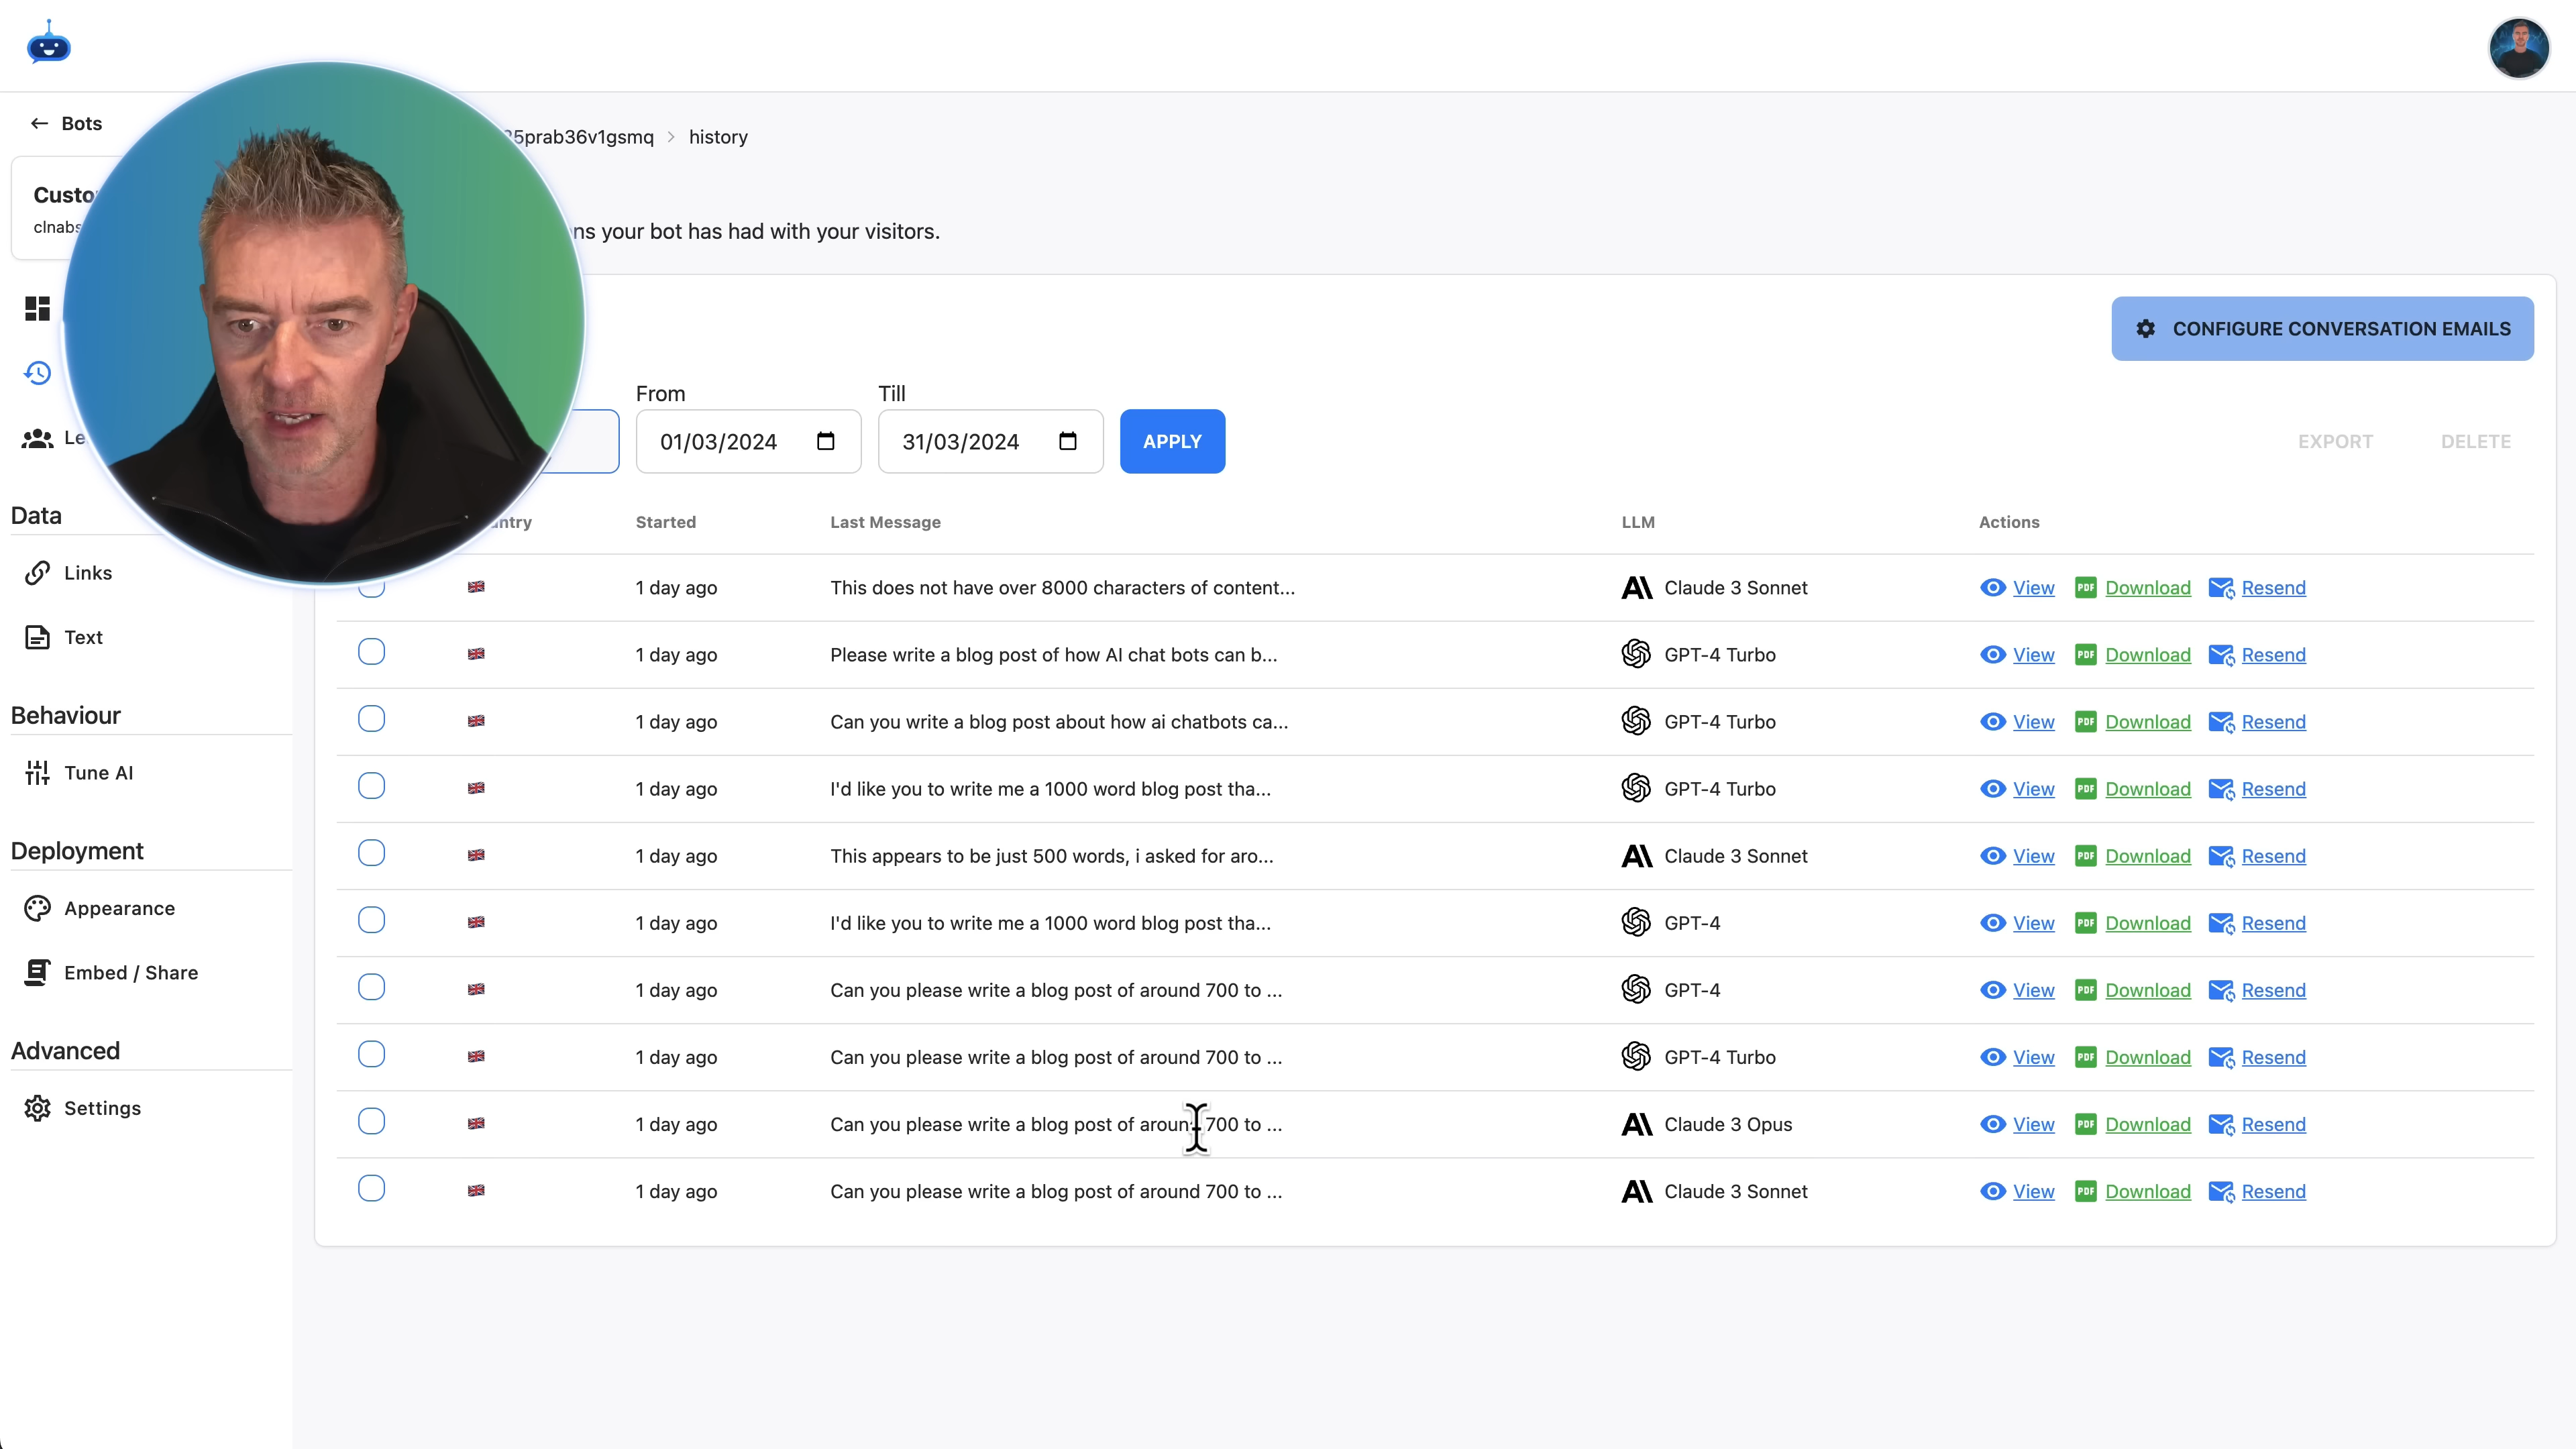 Bots
history
ns your bot has had with your visitors.
CONFIGURE CONVERSATION EMAILS
From Till
01/03/2024 31/03/2024 APPLY EXPORT DELETE
Started Last Message LLM Actions
1 day ago This does not have over 8000 characters of content... Claude 3 Sonnet View PDF Download Resend
1 day ago Please write a blog post of how AI chat bots can b... GPT-4 Turbo View PDF Download Resend
1 day ago Can you write a blog post about how ai chatbots ca... GPT-4 Turbo View PDF Download Resend
1 day ago I'd like you to write me a 1000 word blog post tha... GPT-4 Turbo View PDF Download Resend
1 day ago This appears to be just 500 words, i asked for aro... Claude 3 Sonnet View PDF Download Resend
1 day ago I'd like you to write me a 1000 word blog post tha... GPT-4 View PDF Download Resend
1 day ago Can you please write a blog post of around 700 to ... GPT-4 View PDF Download Resend
1 day ago Can you please write a blog post of around 700 to ... GPT-4 Turbo View PDF Download Resend
1 day ago Can you please write a blog post of around 700 to ... Claude 3 Opus View PDF Download Resend
1 day ago Can you please write a blog post of around 700 to ... Claude 3 Sonnet View PDF Download Resend
Data
Links
Text
Behaviour
Tune AI
Deployment
Appearance
Embed / Share
Advanced
Settings